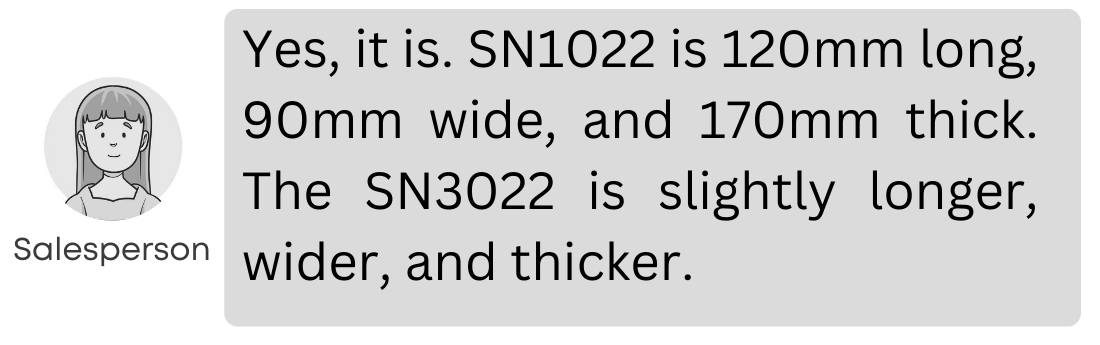 Yes, it is. SN1022 is 120mm long,
90mm wide, and 170mm thick.
The SN3022 is slightly longer,
wider, and thicker.
Salesperson